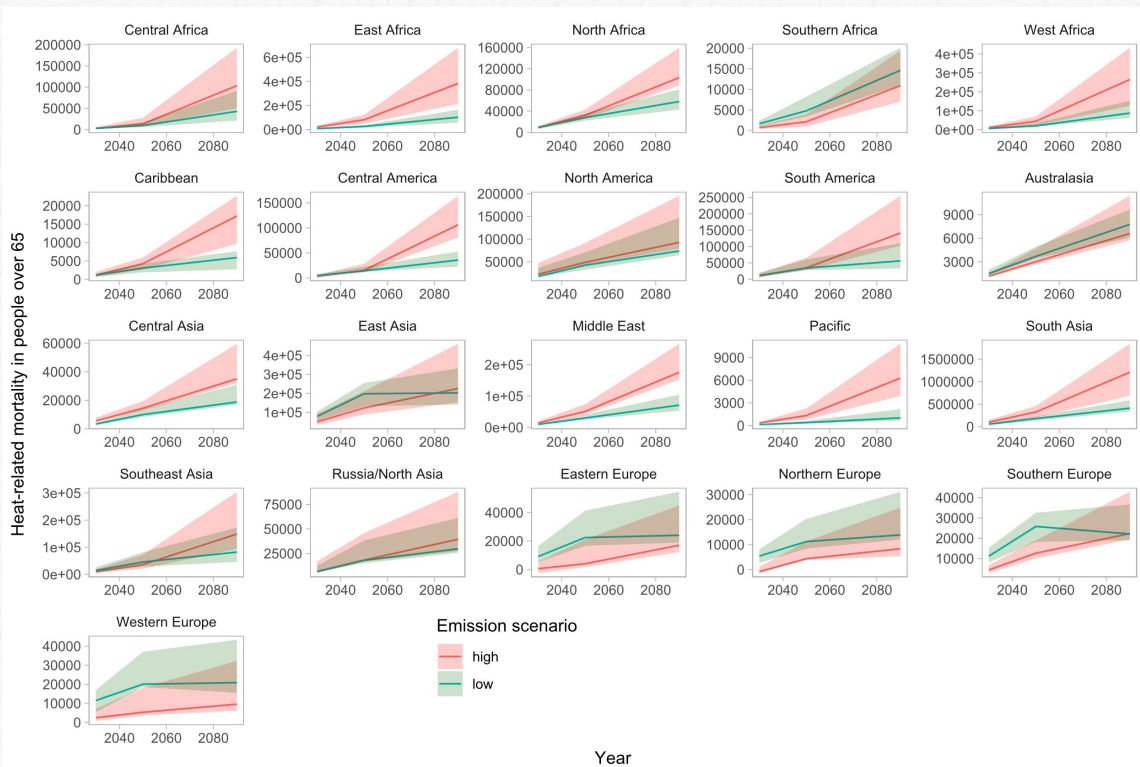 Heat-related mortality in people over 65
Central Africa
200000
150000
100000
50000
0
2040 2060 2080
East Africa
6e+05
4e+05
2e+05
0e+00
2040 2060 2080
North Africa
160000
120000
80000
40000
0
2040 2060 2080
Southern Africa
20000
15000
10000
5000
0
2040 2060 2080
West Africa
4e+05
3e+05
2e+05
1e+05
0e+00
2040 2060 2080
Caribbean
20000
15000
10000
5000
0
2040 2060 2080
Central America
150000
100000
50000
0
2040 2060 2080
North America
200000
150000
100000
50000
2040 2060 2080
South America
250000
200000
150000
100000
50000
0
2040 2060 2080
Australasia
9000
6000
3000
2040 2060 2080
Central Asia
60000
40000
20000
0
2040 2060 2080
East Asia
4e+05
3e+05
2e+05
1e+05
2040 2060 2080
Middle East
2e+05
1e+05
0e+00
2040 2060 2080
Pacific
9000
6000
3000
0
2040 2060 2080
South Asia
1500000
1000000
500000
0
2040 2060 2080
Southeast Asia
3e+05
2e+05
1e+05
0e+00
2040 2060 2080
Russia/North Asia
75000
50000
25000
2040 2060 2080
Eastern Europe
40000
20000
0
2040 2060 2080
Northern Europe
30000
20000
10000
0
2040 2060 2080
Southern Europe
40000
30000
20000
10000
2040 2060 2080
Western Europe
40000
30000
20000
10000
0
2040 2060 2080
Emission scenario
high
low
Year